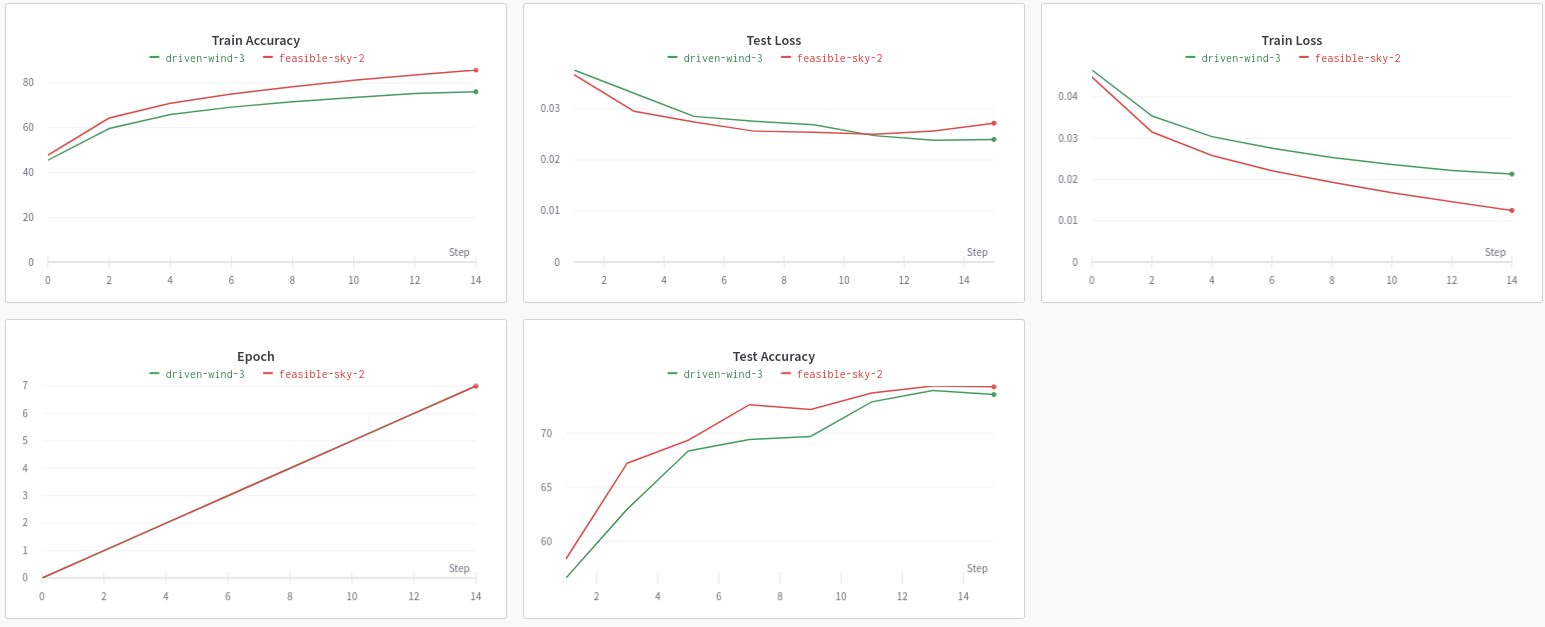 Train Accuracy
driven-wind-3 feasible-sky-2
80
60
40
20
0
Step
0 2 4 6 8 10 12 14
Test Loss
driven-wind-3 feasible-sky-2
0.03
0.02
0.01
0
Step
2 4 6 8 10 12 14
Train Loss
driven-wind-3 feasible-sky-2
0.04
0.03
0.02
0.01
0
Step
0 2 4 6 8 10 12 14
Epoch
driven-wind-3 feasible-sky-2
7
6
5
4
3
2
1
0
Step
0 2 4 6 8 10 12 14
Test Accuracy
driven-wind-3 feasible-sky-2
70
65
60
Step
2 4 6 8 10 12 14